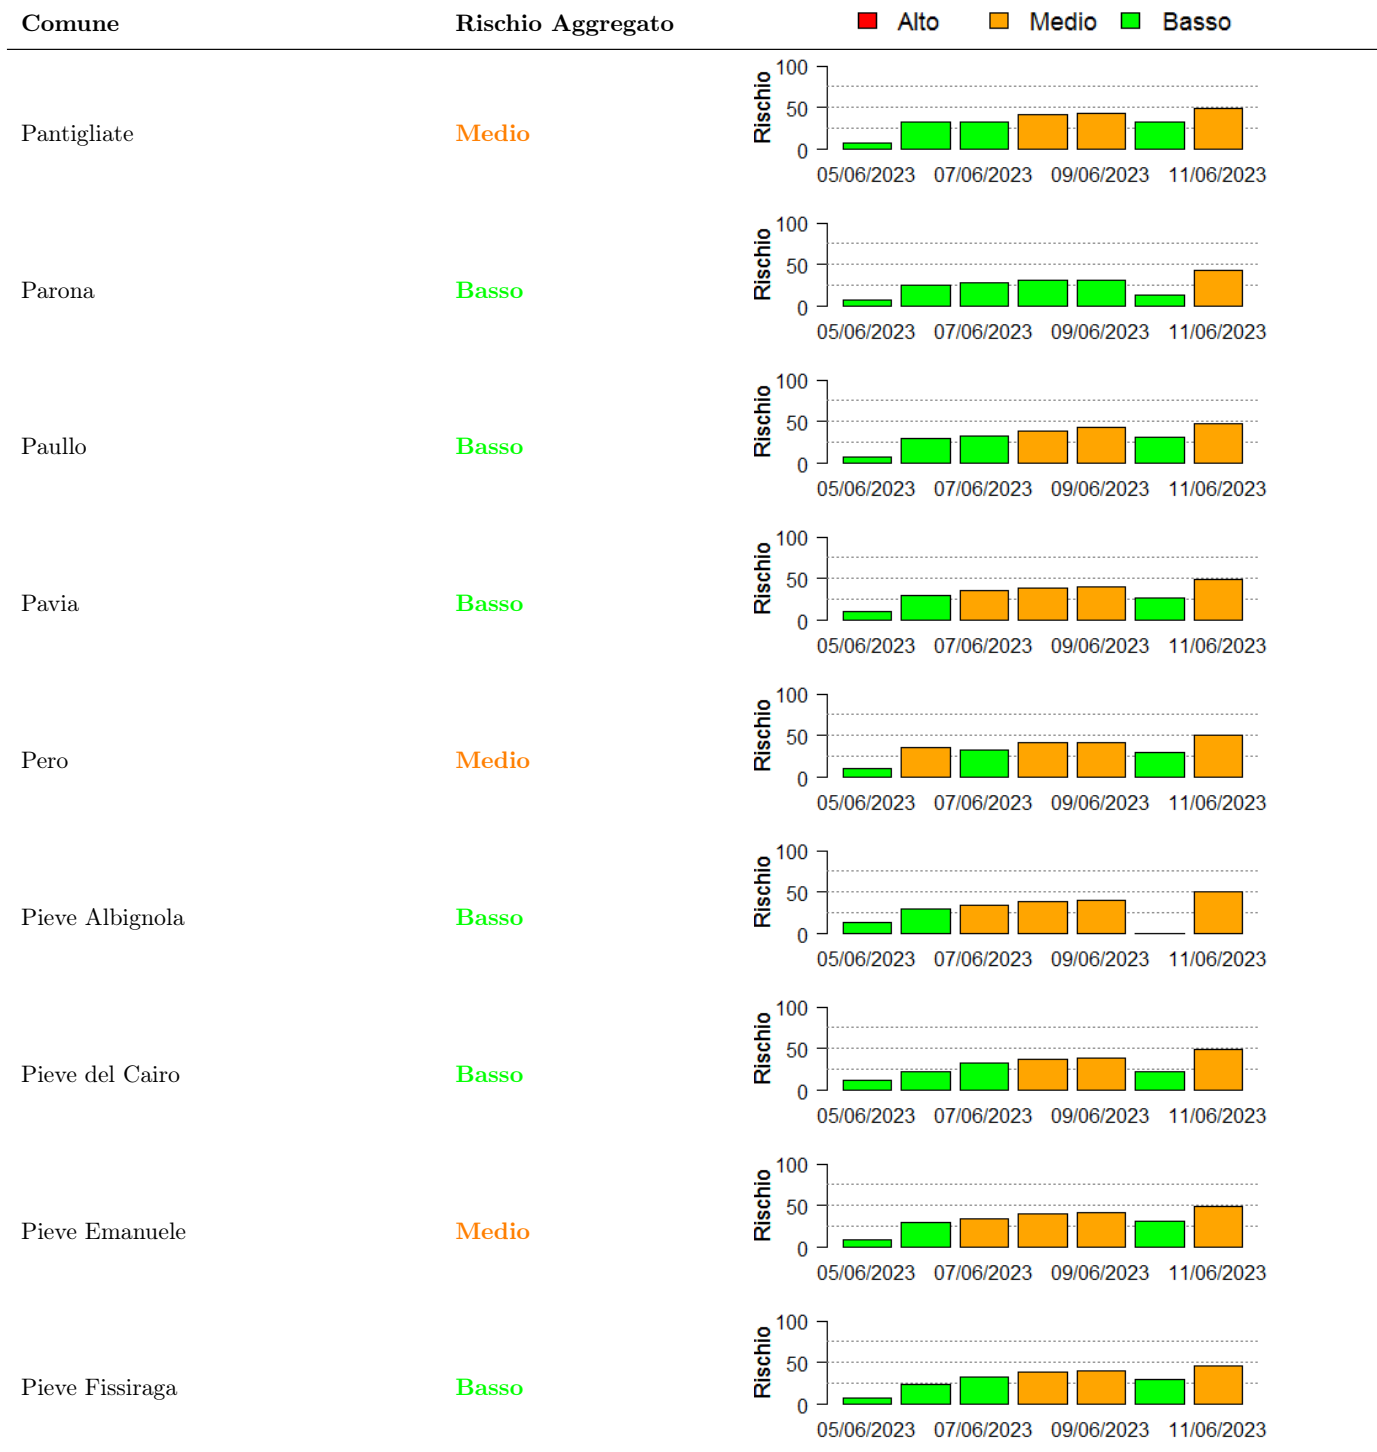 Comune Rischio Aggregato Alto Medio Basso
100
50
0
Rischio
Pantigliate Medio
05/06/2023 07/06/2023 09/06/2023 11/06/2023
100
50
0
Rischio
Parona Basso
05/06/2023 07/06/2023 09/06/2023 11/06/2023
100
50
0
Rischio
Paullo Basso
05/06/2023 07/06/2023 09/06/2023 11/06/2023
100
50
0
Rischio
Pavia Basso
05/06/2023 07/06/2023 09/06/2023 11/06/2023
100
50
0
Rischio
Pero Medio
05/06/2023 07/06/2023 09/06/2023 11/06/2023
100
50
0
Rischio
Pieve Albignola Basso
05/06/2023 07/06/2023 09/06/2023 11/06/2023
100
50
0
Rischio
Pieve del Cairo Basso
05/06/2023 07/06/2023 09/06/2023 11/06/2023
100
50
0
Rischio
Pieve Emanuele Medio
05/06/2023 07/06/2023 09/06/2023 11/06/2023
100
50
0
Rischio
Pieve Fissiraga Basso
05/06/2023 07/06/2023 09/06/2023 11/06/2023